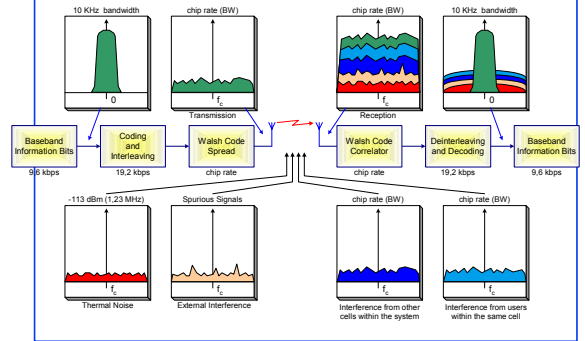 10 KHz bandwidth
chip rate (BW)
chip rate (BW)
10 KHz bandwidth
0
fc
fc
0
Transmission
Reception
Baseband
Information Bits
Coding
and
Interleaving
Walsh Code
Spread
Walsh Code
Correlator
Deinterleaving
and Decoding
Baseband
Information Bits
9,6 kbps
19,2 kbps
chip rate
chip rate
19,2 kbps
9,6 kbps
-113 dBm (1,23 MHz)
Spurious Signals
chip rate (BW)
chip rate (BW)
fc
fc
fc
fc
Thermal Noise
External Interference
Interference from other
cells within the system
Interference from users
within the same cell